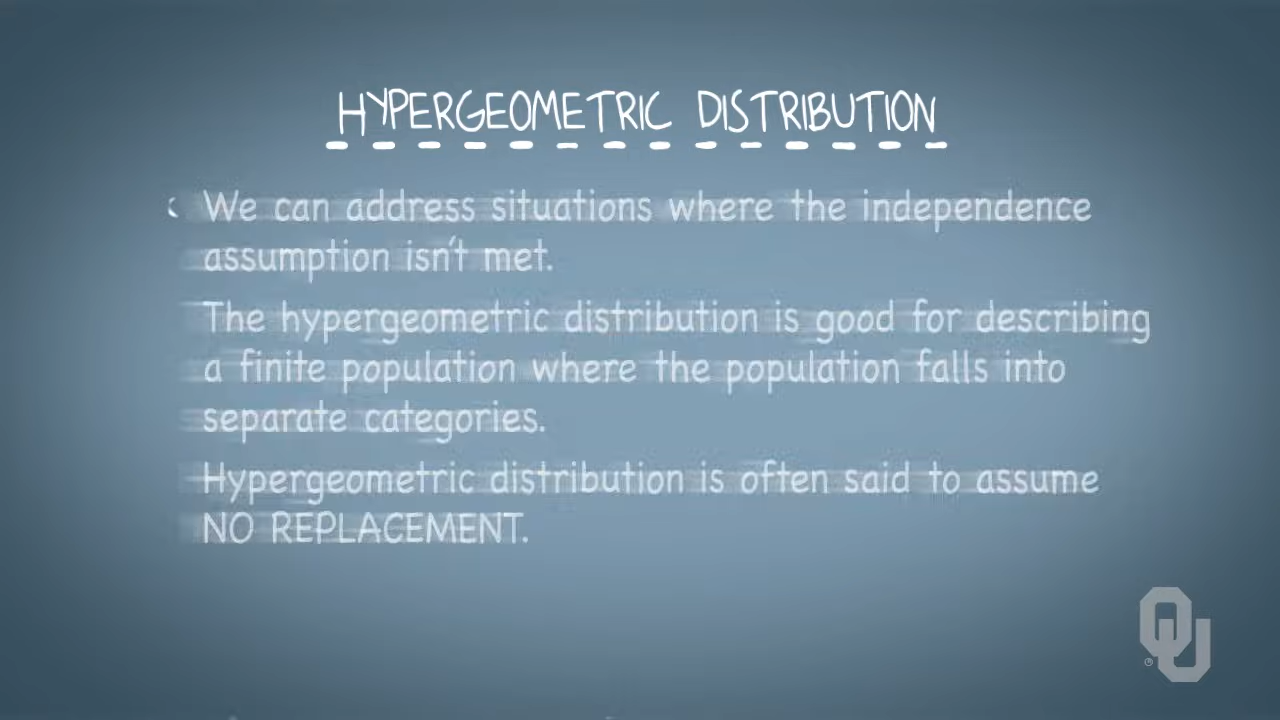 HYPERGEOMETRIC DISTRIBUTION
We can address situations where the independence
assumption isn't met.
The hypergeometric distribution is good for describing
a finite population where the population falls into
separate categories.
Hypergeometric distribution is often said to assume
NO REPLACEMENT.
OU
®